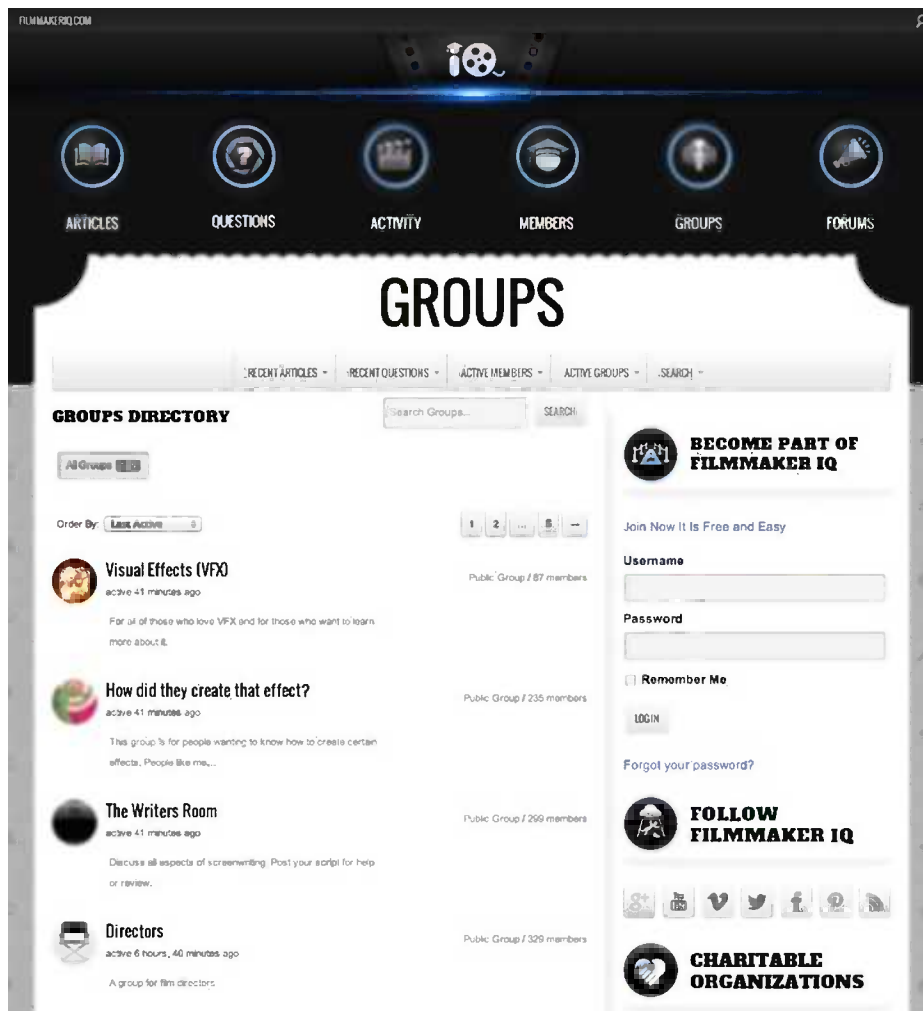 FILMMAKERIQ.COM
iQ
ARTICLES
QUESTIONS
ACTIVITY
MEMBERS
GROUPS
FORUMS
GROUPS
RECENT ARTICLES
RECENT QUESTIONS
ACTIVE MEMBERS
ACTIVE GROUPS
SEARCH
GROUPS DIRECTORY
Search Groups...
SEARCH
All Groups
Order By: Last Active
1 2 ... 5 →
Visual Effects (VFX)
active 41 minutes ago
Public Group / 87 members
For all of those who love VFX and for those who want to learn
more about it.
How did they create that effect?
active 41 minutes ago
Public Group / 235 members
This group is for people wanting to know how to create certain
effects. People like me,...
The Writers Room
active 41 minutes ago
Public Group / 299 members
Discuss all aspects of screenwriting. Post your script for help
or review.
Directors
active 6 hours, 40 minutes ago
Public Group / 329 members
A group for film directors
BECOME PART OF
FILMMAKER IQ
Join Now It Is Free and Easy
Username
Password
Remember Me
LOGIN
Forgot your password?
FOLLOW
FILMMAKER IQ
CHARITABLE
ORGANIZATIONS